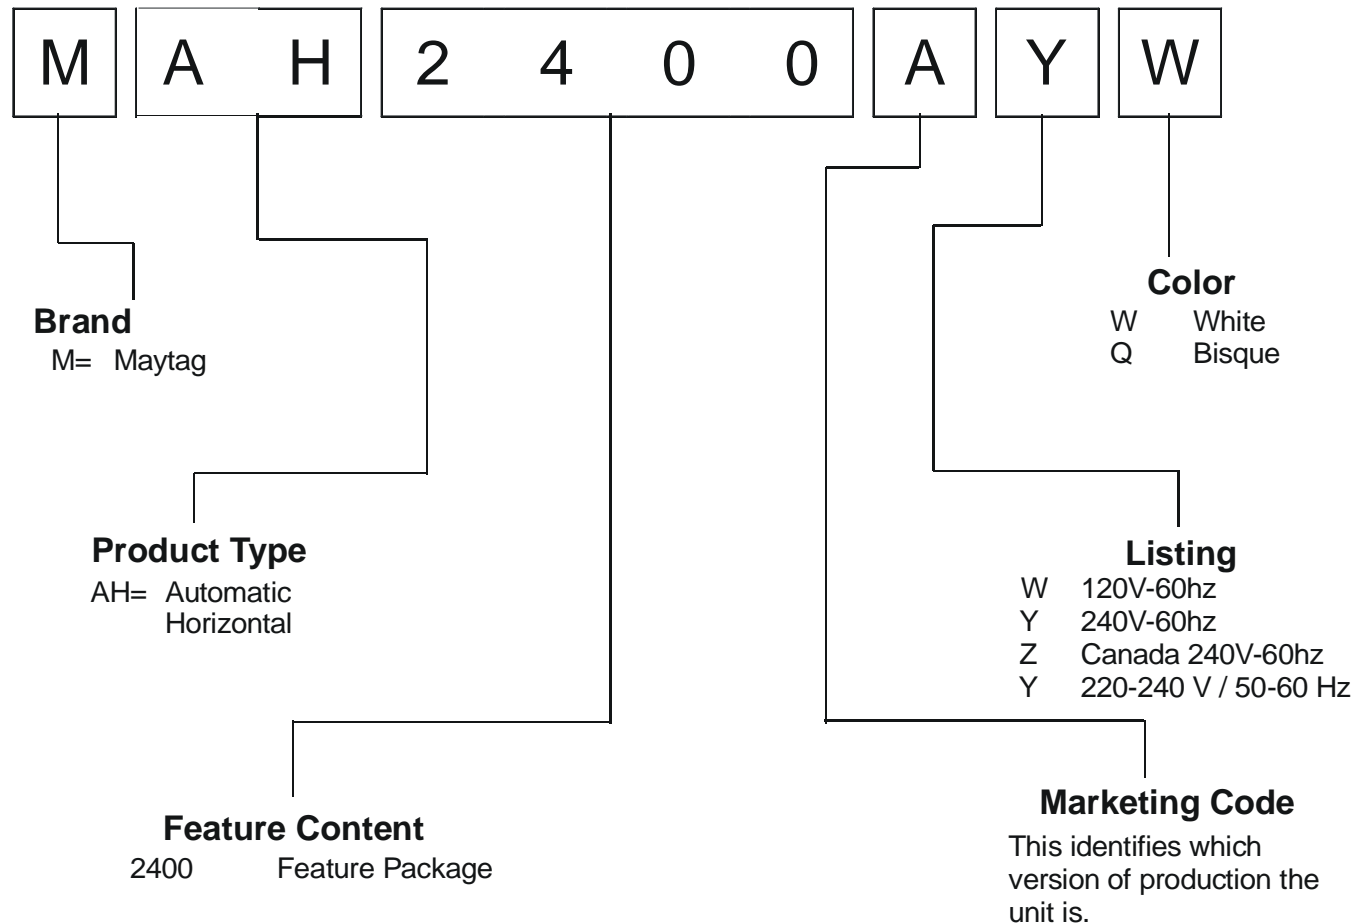 M A H 2 4 0 0 A Y W
Color
W White
Q Bisque
Brand
M= Maytag
Product Type
AH= Automatic
Horizontal
Listing
W 120V-60hz
Y 240V-60hz
Z Canada 240V-60hz
Y 220-240 V / 50-60 Hz
Feature Content
2400 Feature Package
Marketing Code
This identifies which
version of production the
unit is.